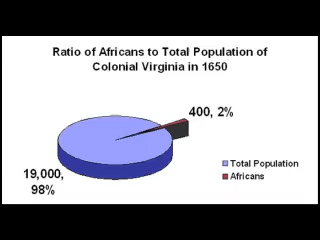 Ratio of Africans to Total Population of
Colonial Virginia in 1650
400, 2%
Total Population
Africans
19,000,
98%